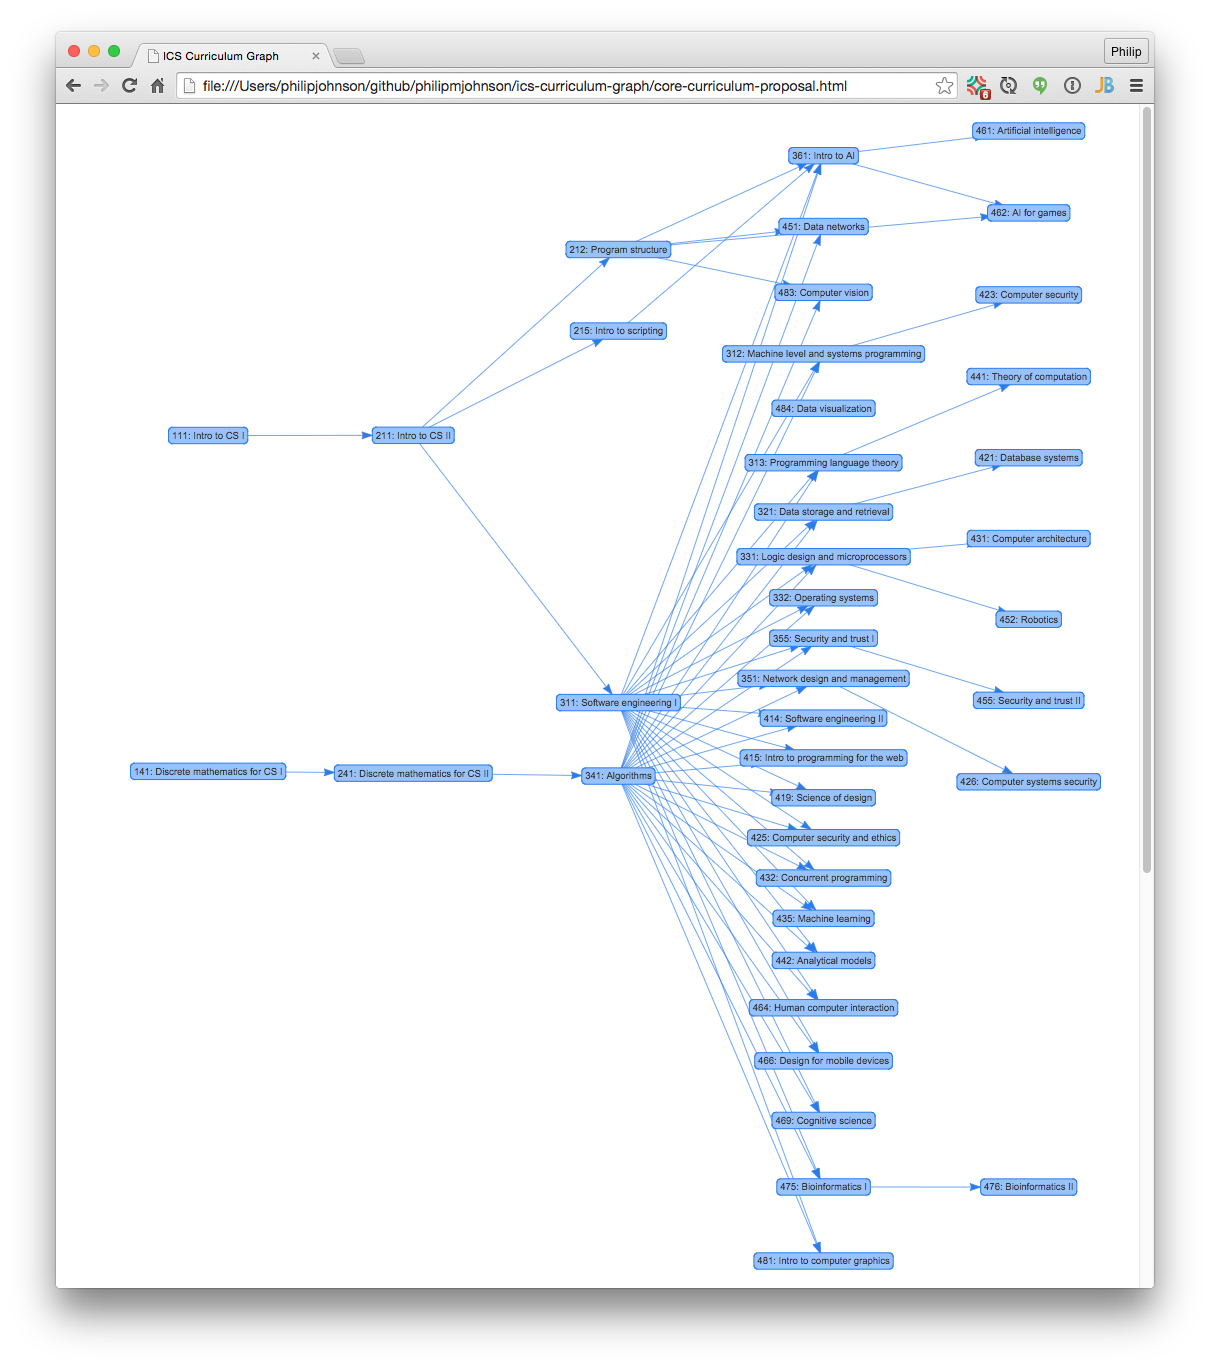 ICS Curriculum Graph
Philip
file:///Users/philipjohnson/github/philipmjohnson/ics-curriculum-graph/core-curriculum-proposal.html
6
JB
461: Artificial intelligence
361: Intro to AI
462: AI for games
451: Data networks
212: Program structure
483: Computer vision
423: Computer security
215: Intro to scripting
312: Machine level and systems programming
441: Theory of computation
484: Data visualization
111: Intro to CS I
211: Intro to CS II
313: Programming language theory
421: Database systems
321: Data storage and retrieval
431: Computer architecture
331: Logic design and microprocessors
332: Operating systems
452: Robotics
355: Security and trust I
351: Network design and management
311: Software engineering I
455: Security and trust II
414: Software engineering II
415: Intro to programming for the web
141: Discrete mathematics for CS I
241: Discrete mathematics for CS II
341: Algorithms
426: Computer systems security
419: Science of design
425: Computer security and ethics
432: Concurrent programming
435: Machine learning
442: Analytical models
464: Human computer interaction
466: Design for mobile devices
469: Cognitive science
475: Bioinformatics I
476: Bioinformatics II
481: Intro to computer graphics